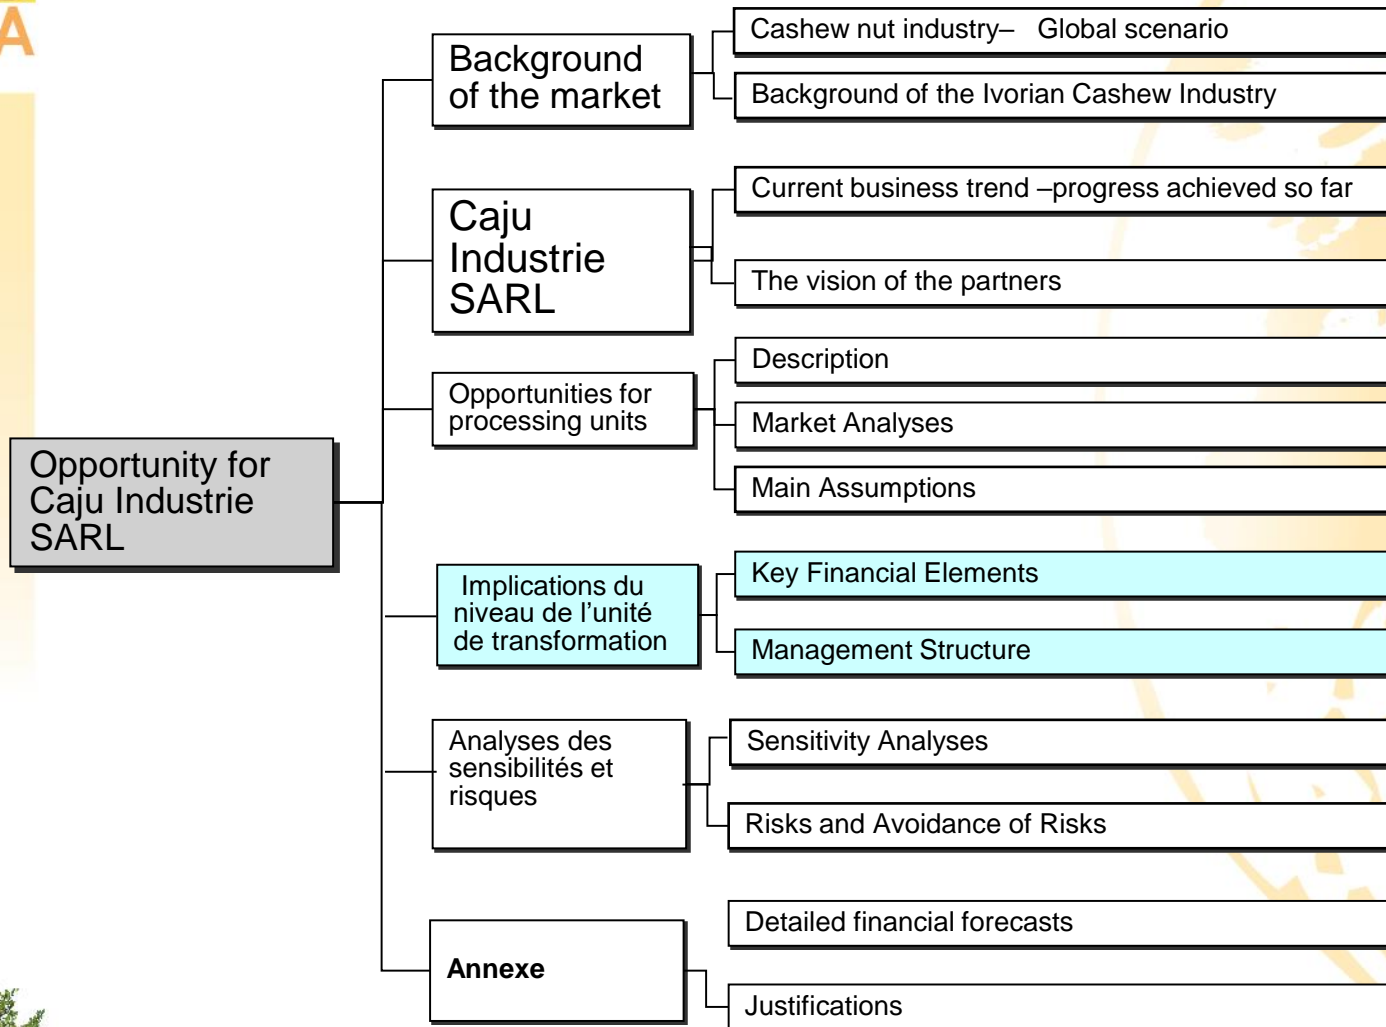 A
Background
of the market
Cashew nut industry– Global scenario
Background of the Ivorian Cashew Industry
Caju
Industrie
SARL
Current business trend –progress achieved so far
The vision of the partners
Opportunities for
processing units
Description
Market Analyses
Main Assumptions
Opportunity for
Caju Industrie
SARL
Implications du
niveau de l’unité
de transformation
Key Financial Elements
Management Structure
Analyses des
sensibilités et
risques
Sensitivity Analyses
Risks and Avoidance of Risks
Annexe
Detailed financial forecasts
Justifications